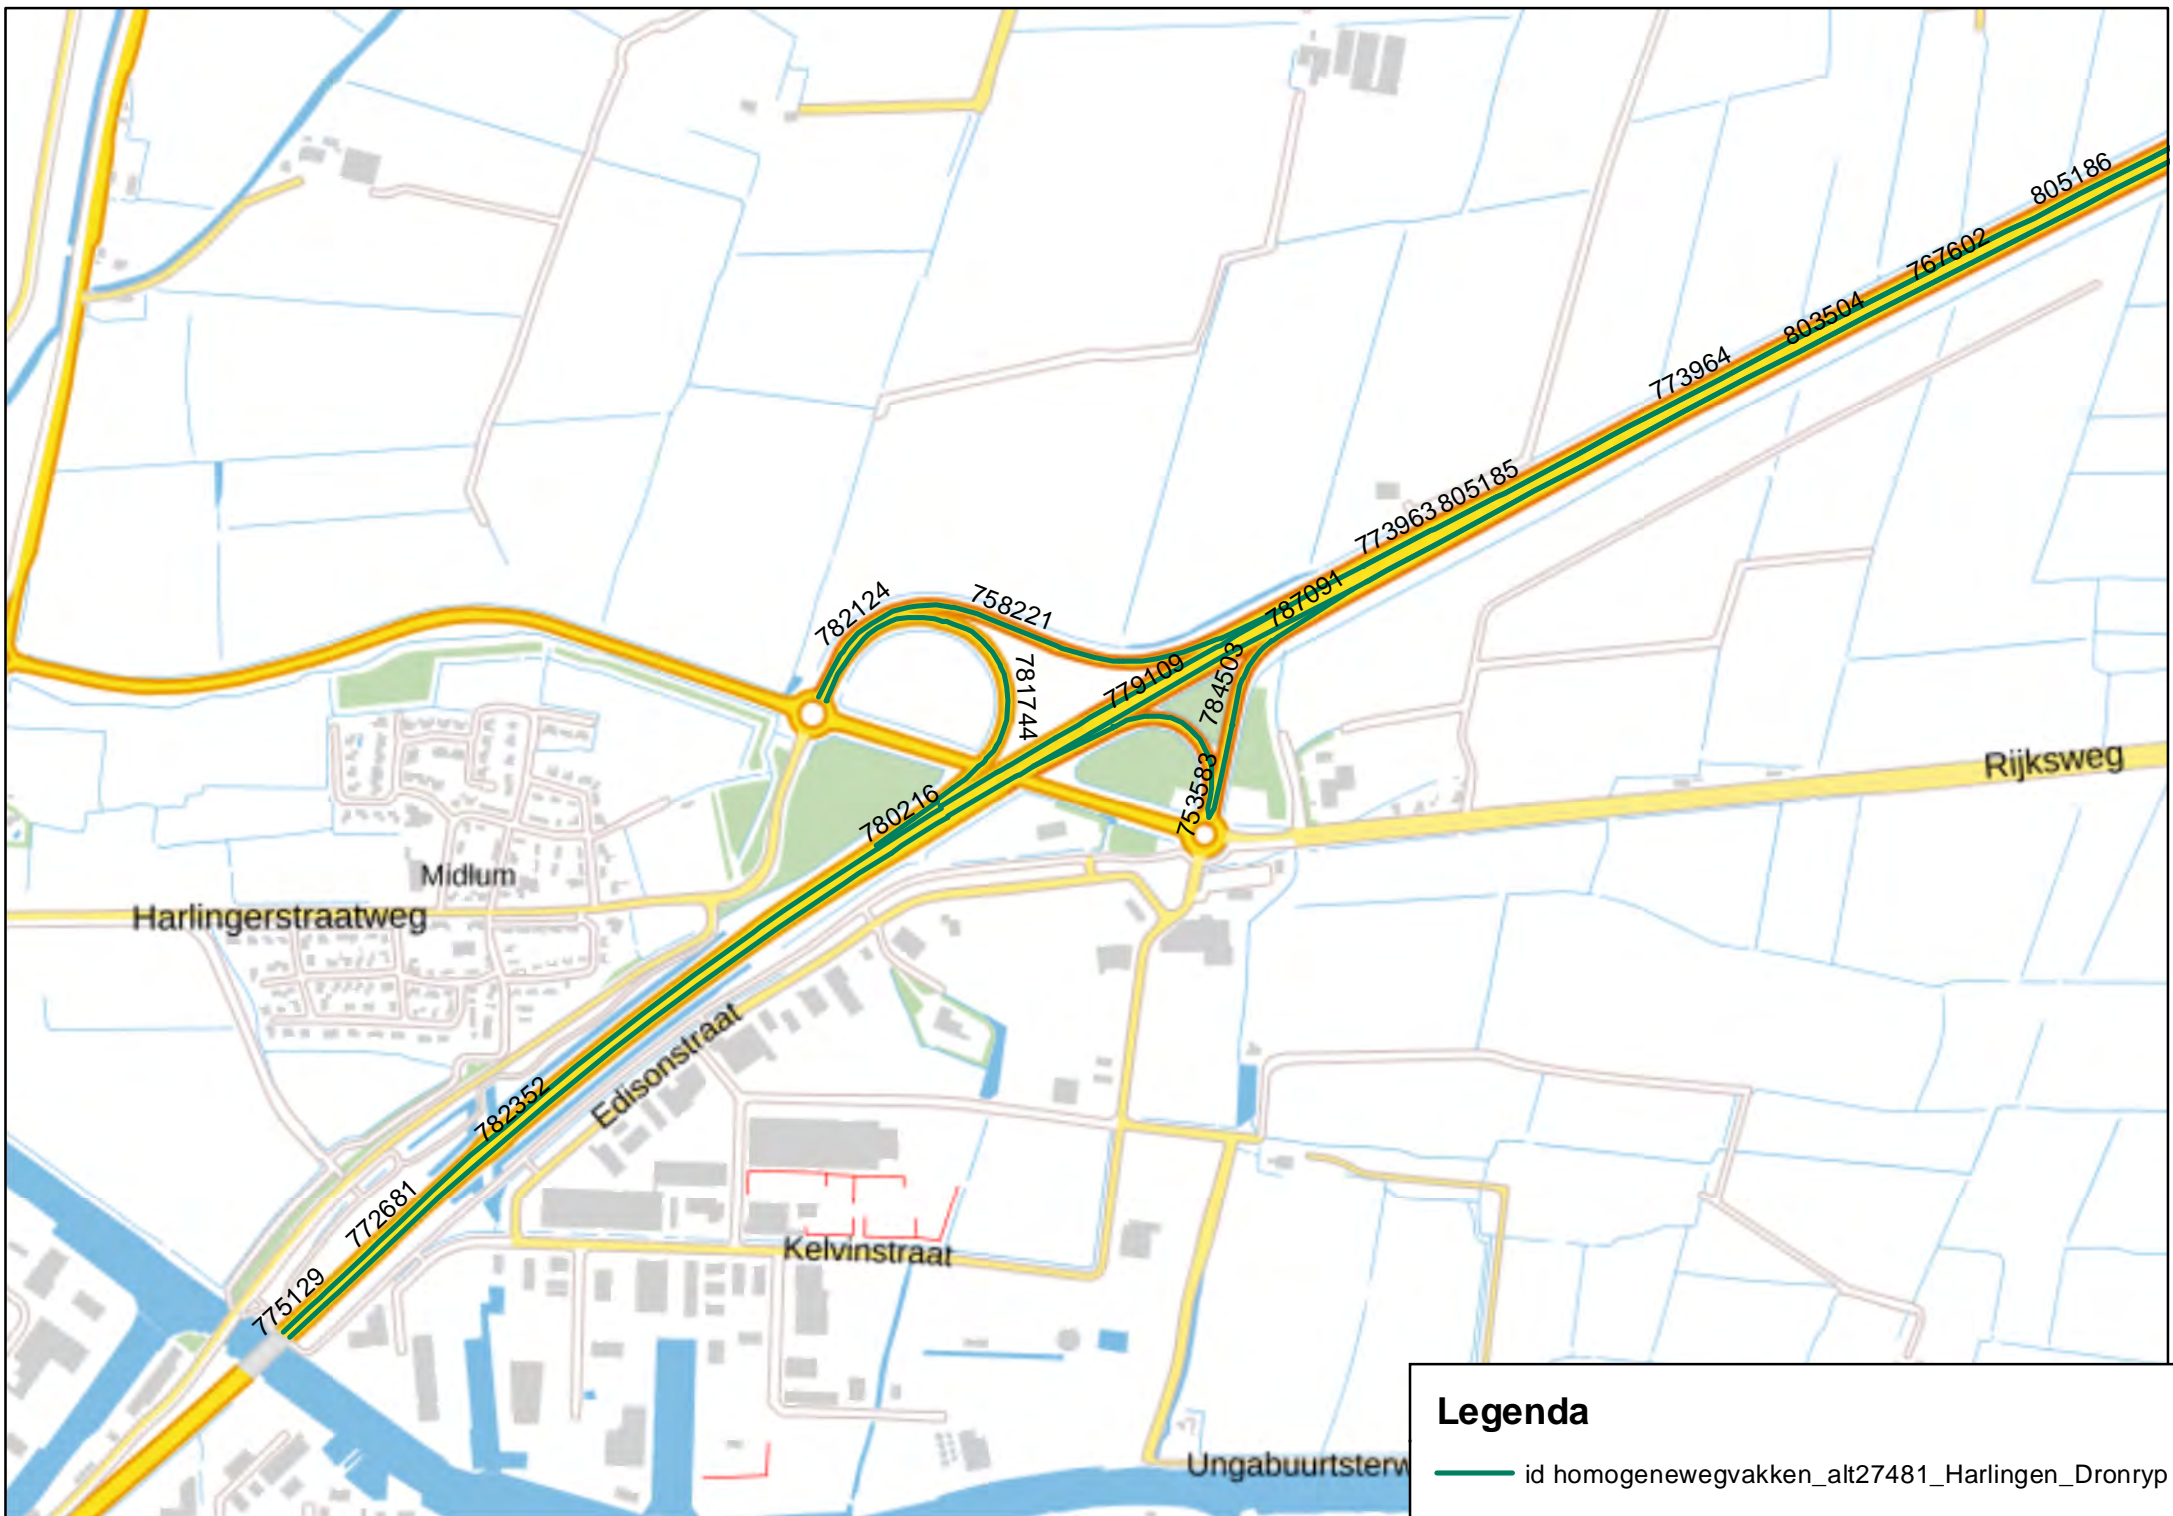 805186
767602
803504
773964
805185
773963
787091
758221
782124
781744
779109
784503
753583
780216
Rijksweg
Midlum
Harlingerstraatweg
Edisonstraat
782352
772681
775129
Kelvinstraat
Ungabuurtsterw
Legenda
id homogenewegvakken_alt27481_Harlingen_Dronryp